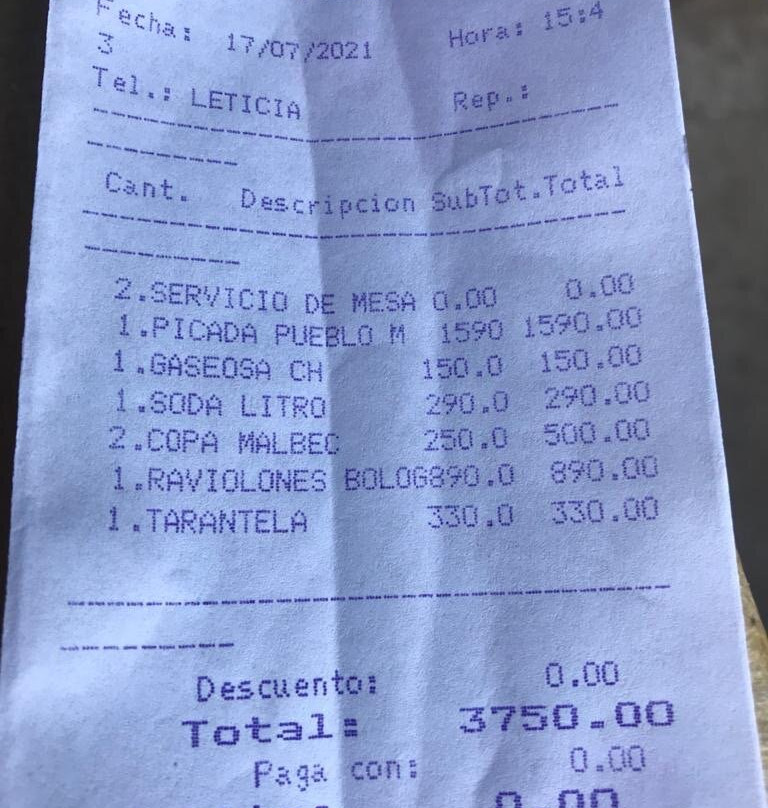 Fecha: 17/07/2021 Hora: 15:4
3
Tel.: LETICIA Rep.:
Cant. Descripcion SubTot.Total
2.SERVICIO DE MESA 0.00 0.00
1.PICADA PUEBLO M 1590 1590.00
1.GASEOSA CH 150.0 150.00
1.SODA LITRO 290.0 290.00
2.COPA MALBEC 250.0 500.00
1.RAVIOLONES BOLOG890.0 890.00
1.TARANTELA 330.0 330.00
Descuento: 0.00
Total: 3750.00
Paga con: 0.00
0.00